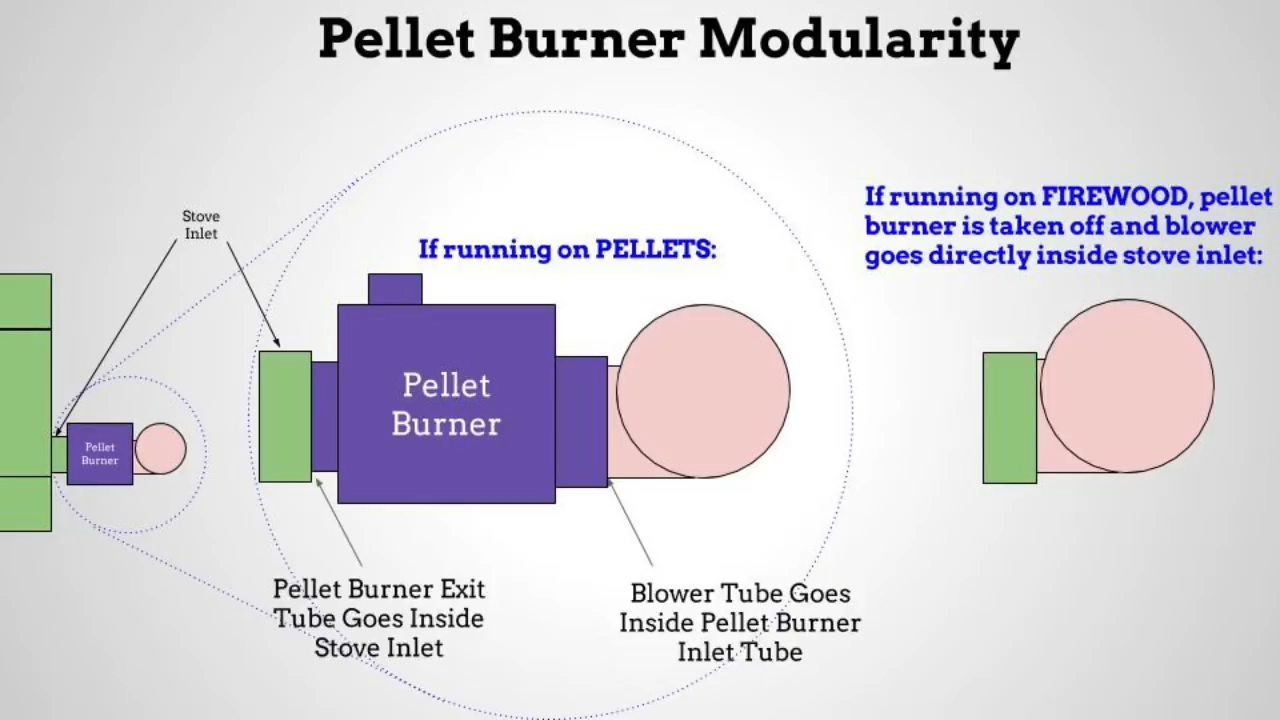 Pellet Burner Modularity
Stove
Inlet
If running on PELLETS:
If running on FIREWOOD, pellet
burner is taken off and blower
goes directly inside stove inlet:
Pellet
Burner
Pellet
Burner
Pellet Burner Exit
Tube Goes Inside
Stove Inlet
Blower Tube Goes
Inside Pellet Burner
Inlet Tube